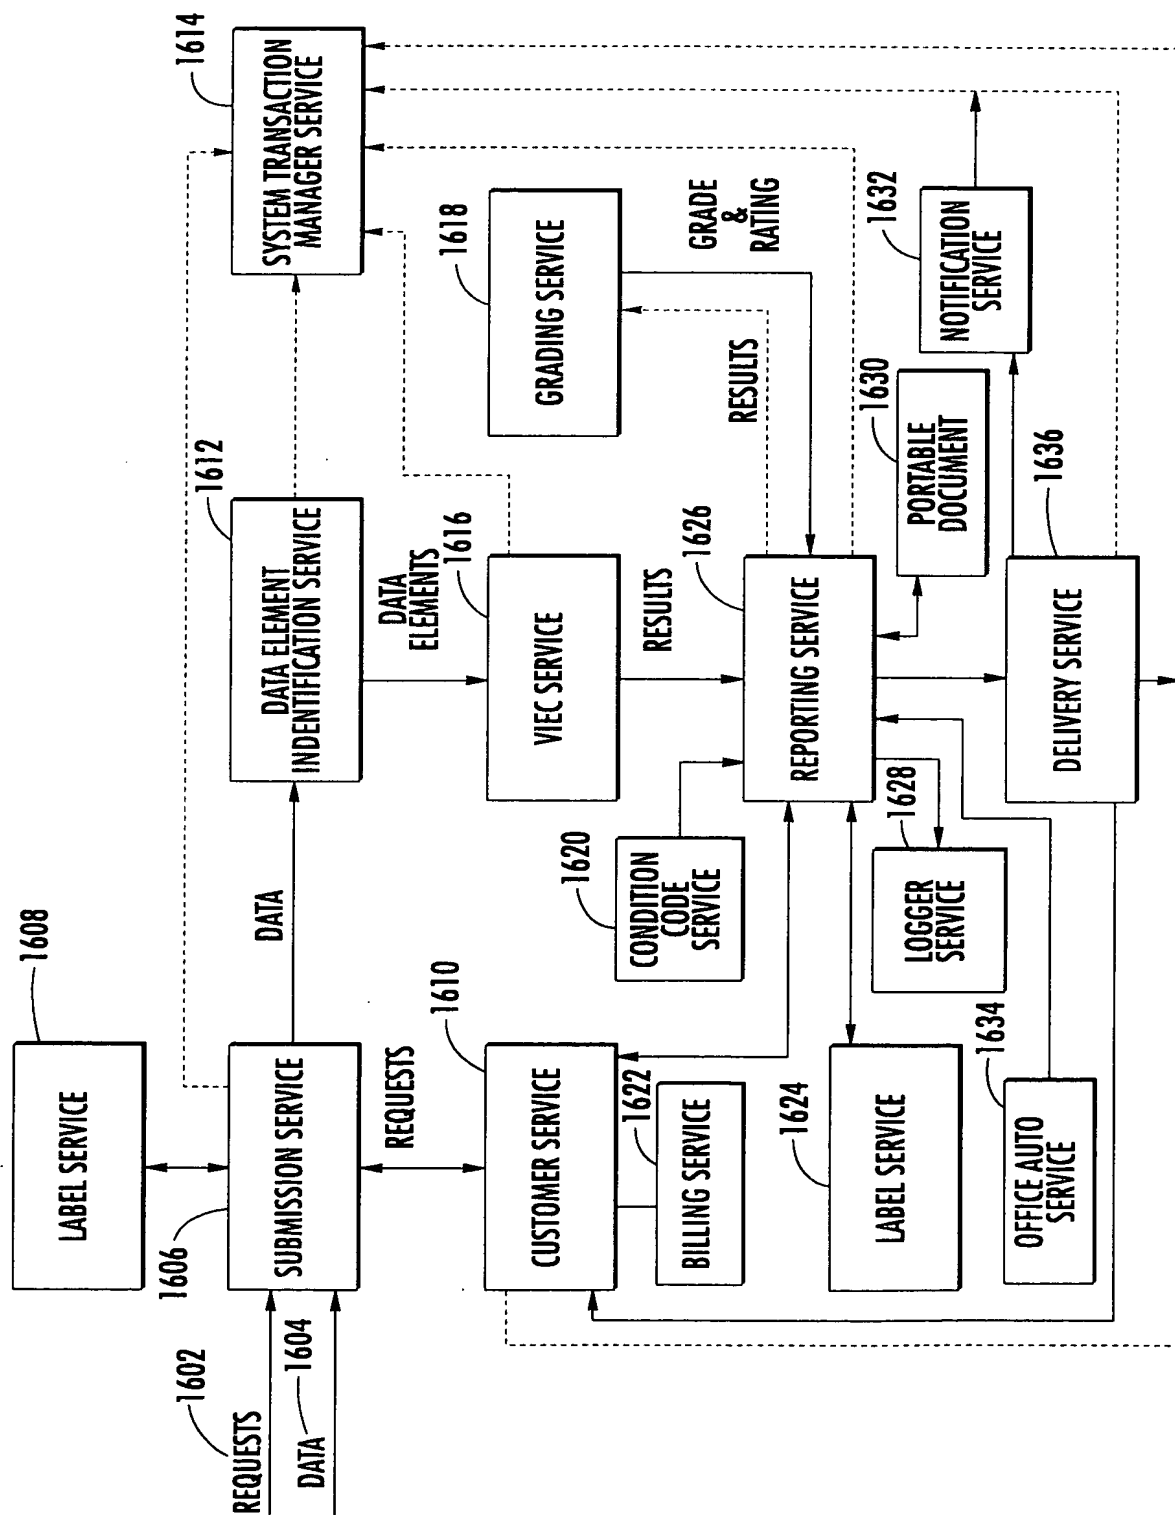 1608
LABEL SERVICE
1602
REQUESTS
1604
DATA
1606
SUBMISSION SERVICE
DATA
1612
DATA ELEMENT
INDENTIFICATION SERVICE
1614
SYSTEM TRANSACTION
MANAGER SERVICE
REQUESTS
1610
CUSTOMER SERVICE
1622
BILLING SERVICE
DATA
ELEMENTS
1616
VIEC SERVICE
1618
GRADING SERVICE
RESULTS
RESULTS
GRADE
&
RATING
1620
CONDITION
CODE
SERVICE
1626
REPORTING SERVICE
1624
LABEL SERVICE
1628
LOGGER
SERVICE
1630
PORTABLE
DOCUMENT
1632
NOTIFICATION
SERVICE
1634
OFFICE AUTO
SERVICE
1636
DELIVERY SERVICE